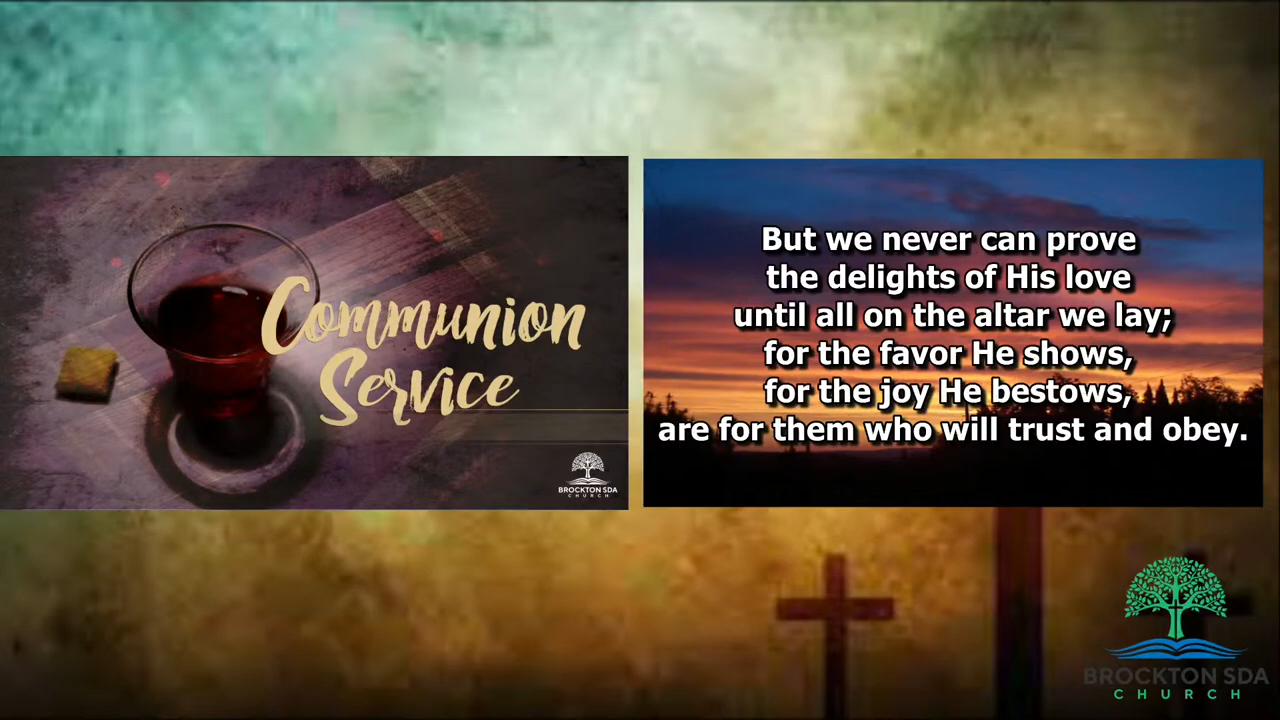 Communion
Service
BROCKTON SDA
CHURCH
But we never can prove
the delights of His love
until all on the altar we lay;
for the favor He shows,
for the joy He bestows,
are for them who will trust and obey.
BROCKTON SDA
CHURCH